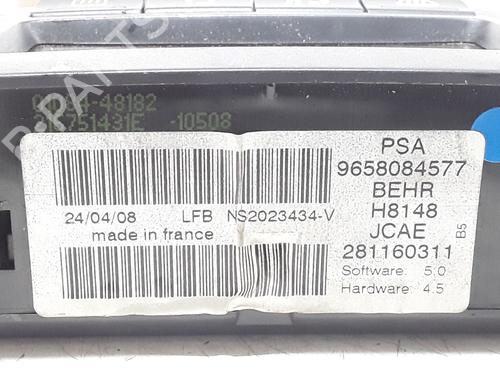 -48182
751431E -10508
PSA
9658084577
BEHR
H8148
JCAE
281160311
B5
Software: 5.0
Hardware: 4.5
24/04/08 LFB NS2023434-V
made in france